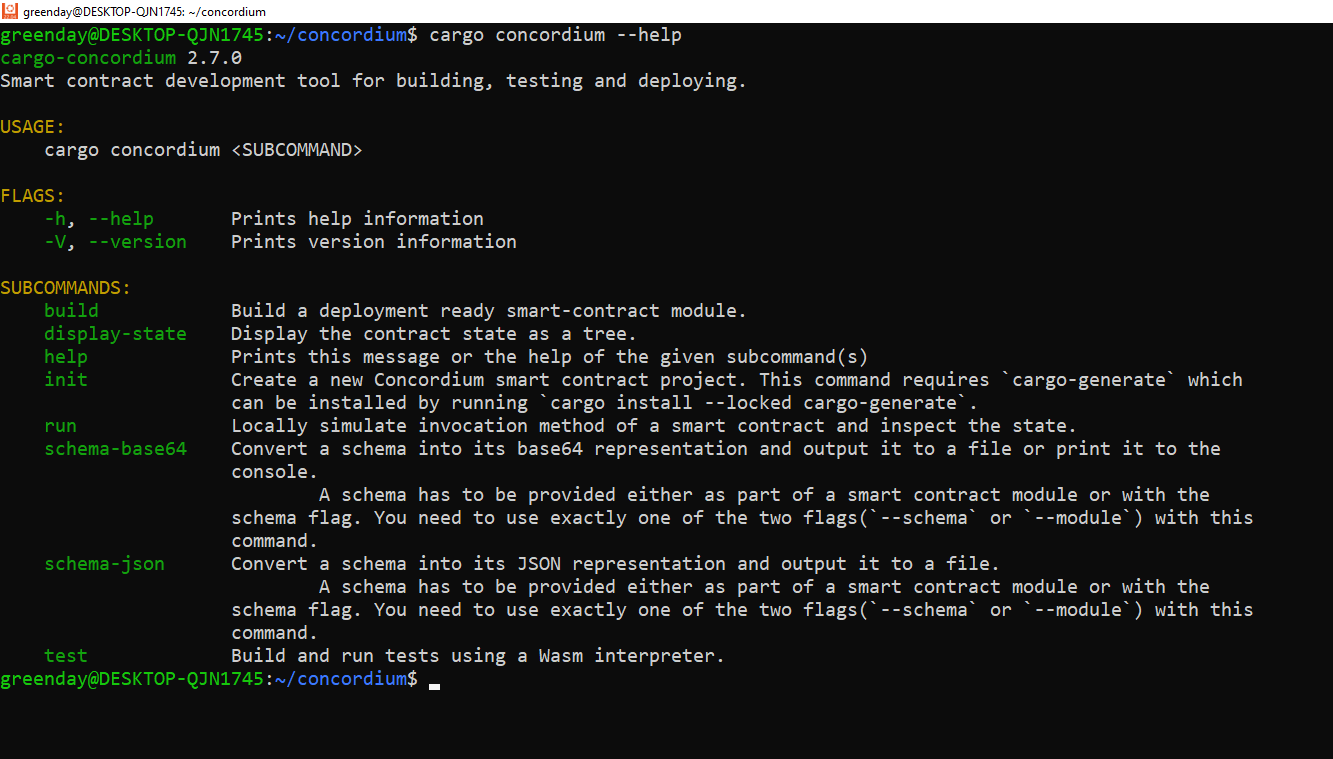 greenday@DESKTOP-QJN1745: ~/concordium
greenday@DESKTOP-QJN1745:~/concordium$ cargo concordium --help
cargo-concordium 2.7.0
Smart contract development tool for building, testing and deploying.

USAGE:
    cargo concordium <SUBCOMMAND>

FLAGS:
    -h, --help       Prints help information
    -V, --version    Prints version information

SUBCOMMANDS:
    build            Build a deployment ready smart-contract module.
    display-state    Display the contract state as a tree.
    help             Prints this message or the help of the given subcommand(s)
    init             Create a new Concordium smart contract project. This command requires `cargo-generate` which
                     can be installed by running `cargo install --locked cargo-generate`.
    run              Locally simulate invocation method of a smart contract and inspect the state.
    schema-base64    Convert a schema into its base64 representation and output it to a file or print it to the
                     console.
                             A schema has to be provided either as part of a smart contract module or with the
                     schema flag. You need to use exactly one of the two flags(`--schema` or `--module`) with this
                     command.
    schema-json      Convert a schema into its JSON representation and output it to a file.
                             A schema has to be provided either as part of a smart contract module or with the
                     schema flag. You need to use exactly one of the two flags(`--schema` or `--module`) with this
                     command.
    test             Build and run tests using a Wasm interpreter.
greenday@DESKTOP-QJN1745:~/concordium$